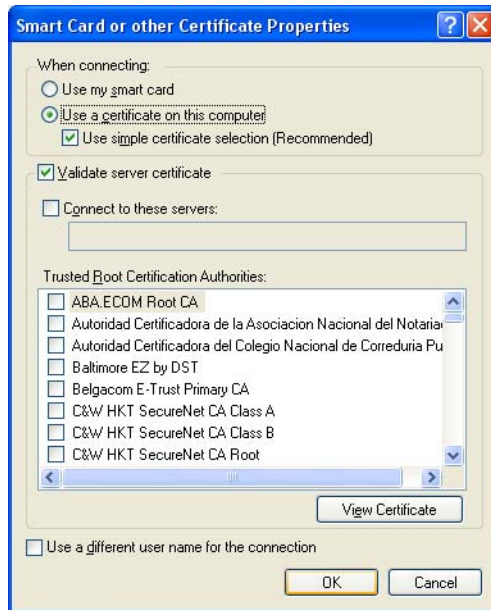 Smart Card or other Certificate Properties
When connecting:
Use my smart card
Use a certificate on this computer
Use simple certificate selection (Recommended)
Validate server certificate
Connect to these servers:
Trusted Root Certification Authorities:
ABA.ECOM Root CA
Autoridad Certificadora de la Asociacion Nacional del Notaria
Autoridad Certificadora del Colegio Nacional de Correduria Pu
Baltimore EZ by DST
Belgacom E-Trust Primary CA
C&W HKT SecureNet CA Class A
C&W HKT SecureNet CA Class B
C&W HKT SecureNet CA Root
View Certificate
Use a different user name for the connection
OK Cancel